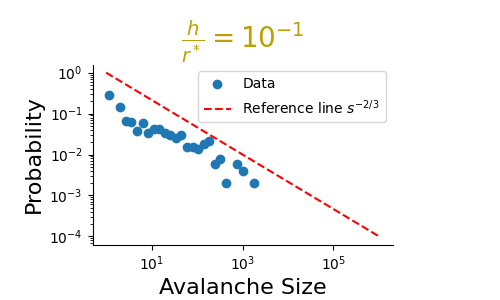 $\frac{h}{r^*} = 10^{-1}$
Data
Reference line $s^{-2/3}$
Probability
$10^0$
$10^{-1}$
$10^{-2}$
$10^{-3}$
$10^{-4}$
$10^1$ $10^3$ $10^5$
Avalanche Size